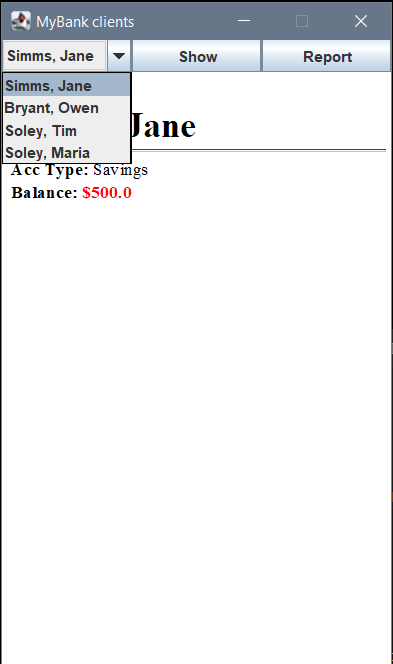 MyBank clients
Simms, Jane Show Report
Simms, Jane
Bryant, Owen
Soley, Tim
Soley, Maria
Jane
Acc Type: Savings
Balance: $500.0